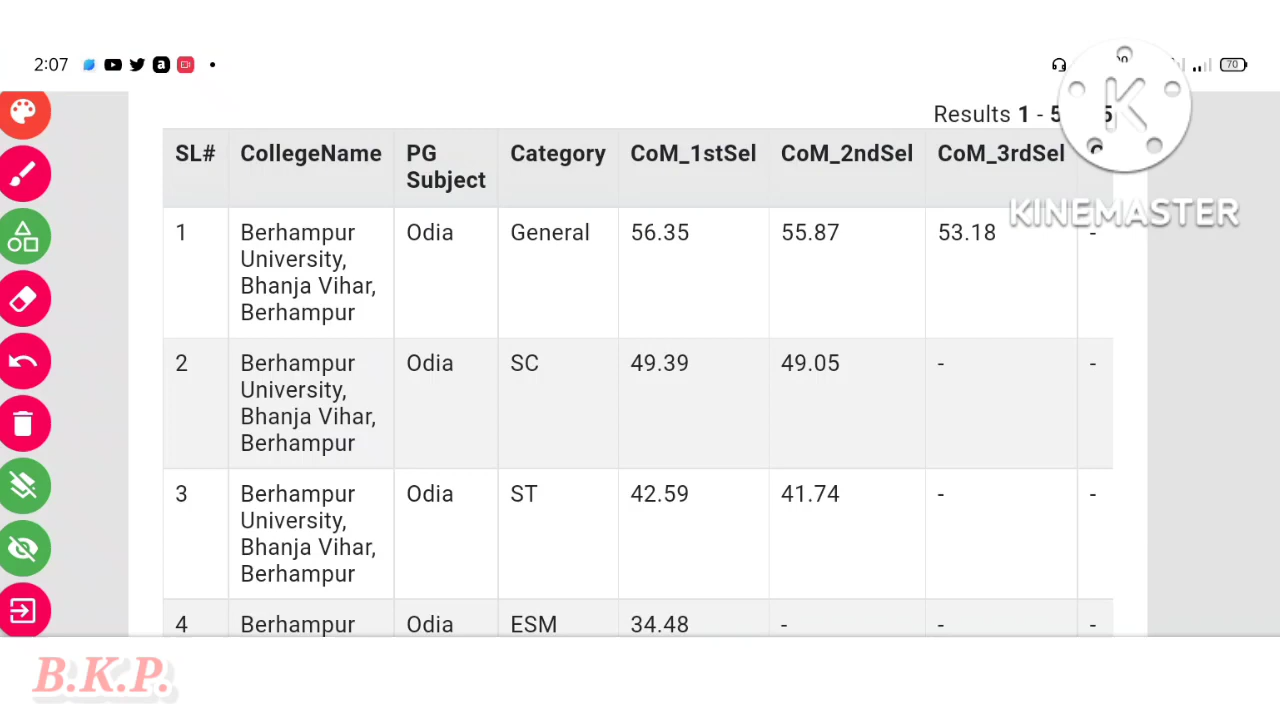 2:07
70
Results 1 - 5
KINEMASTER
SL# CollegeName PG Subject Category CoM_1stSel CoM_2ndSel CoM_3rdSel
1 Berhampur University, Bhanja Vihar, Berhampur Odia General 56.35 55.87 53.18 -
2 Berhampur University, Bhanja Vihar, Berhampur Odia SC 49.39 49.05 - -
3 Berhampur University, Bhanja Vihar, Berhampur Odia ST 42.59 41.74 - -
4 Berhampur Odia ESM 34.48 - - -
B.K.P.